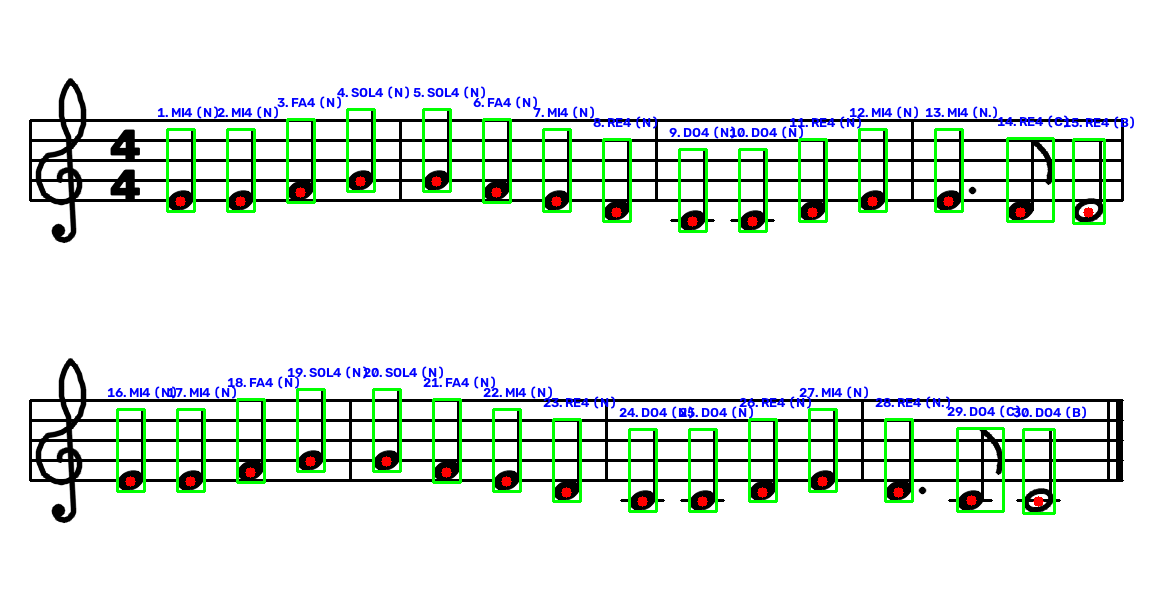 1. MI4 (N) 2. MI4 (N) 3. FA4 (N) 4. SOL4 (N) 5. SOL4 (N) 6. FA4 (N) 7. MI4 (N) 8. RE4 (N) 9. DO4 (N) 10. DO4 (N) 11. RE4 (N) 12. MI4 (N) 13. MI4 (N.) 14. RE4 (C) 15. RE4 (B)
4
4
16. MI4 (N) 17. MI4 (N) 18. FA4 (N) 19. SOL4 (N) 20. SOL4 (N) 21. FA4 (N) 22. MI4 (N) 23. RE4 (N) 24. DO4 (N) 25. DO4 (N) 26. RE4 (N) 27. MI4 (N) 28. RE4 (N.) 29. DO4 (C) 30. DO4 (B)